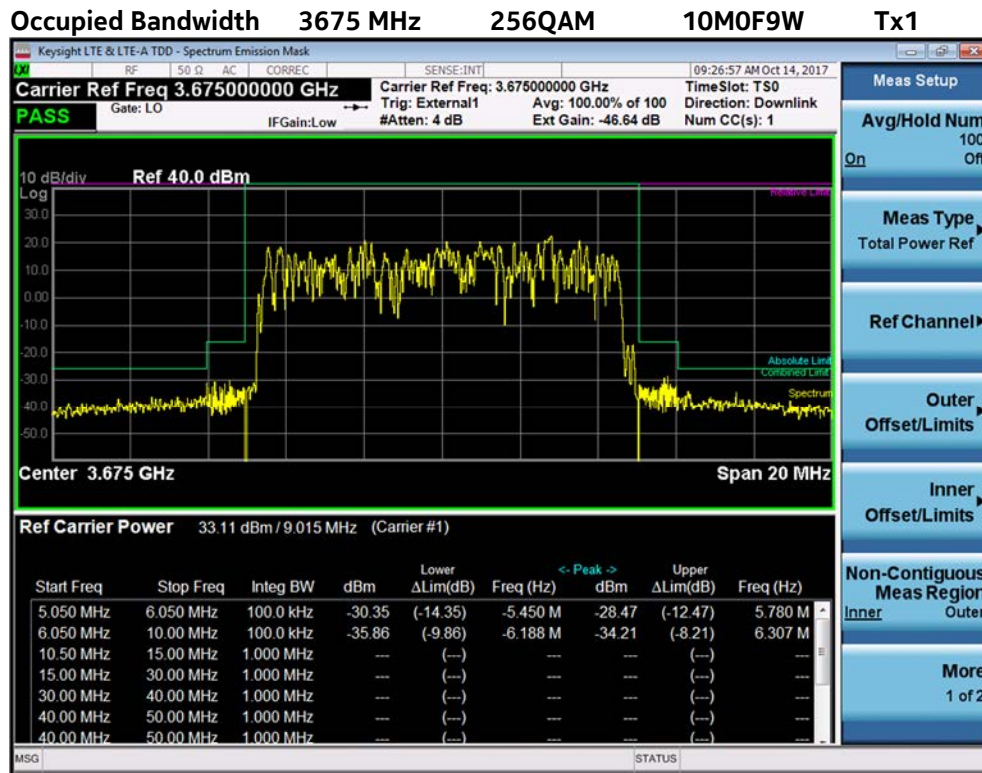 Occupied Bandwidth 3675 MHz 256QAM 10M0F9W Tx1
Keysight LTE & LTE-A TDD - Spectrum Emission Mask
RF 50 Ω AC CORREC SENSE:INT 09:26:57 AM Oct 14, 2017
Carrier Ref Freq 3.675000000 GHz
Carrier Ref Freq: 3.675000000 GHz
TimeSlot: TS0
PASS
Gate: LO
Trig: External1
Avg: 100.00% of 100
Direction: Downlink
IFGain:Low
#Atten: 4 dB
Ext Gain: -46.64 dB
Num CC(s): 1
10 dB/div Ref 40.0 dBm
Log
Relative Limit
30.0
20.0
10.0
0.00
-10.0
-20.0
Absolute Limit
Combined Limit
-30.0
Spectrum
-40.0
-50.0
Center 3.675 GHz Span 20 MHz
Ref Carrier Power 33.11 dBm / 9.015 MHz (Carrier #1)
Lower <- Peak -> Upper
Start Freq Stop Freq Integ BW dBm ΔLim(dB) Freq (Hz) dBm ΔLim(dB) Freq (Hz)
5.050 MHz 6.050 MHz 100.0 kHz -30.35 (-14.35) -5.450 M -28.47 (-12.47) 5.780 M
6.050 MHz 10.00 MHz 100.0 kHz -35.86 (-9.86) -6.188 M -34.21 (-8.21) 6.307 M
10.50 MHz 15.00 MHz 1.000 MHz --- (---) --- --- (---) ---
15.00 MHz 30.00 MHz 1.000 MHz --- (---) --- --- (---) ---
30.00 MHz 40.00 MHz 1.000 MHz --- (---) --- --- (---) ---
40.00 MHz 50.00 MHz 1.000 MHz --- (---) --- --- (---) ---
40.00 MHz 50.00 MHz 1.000 MHz --- (---) --- --- (---) ---
MSG STATUS
Meas Setup
Avg/Hold Num
100
On Off
Meas Type
Total Power Ref
Ref Channel
Outer
Offset/Limits
Inner
Offset/Limits
Non-Contiguous
Meas Region
Inner Outer
More
1 of 2